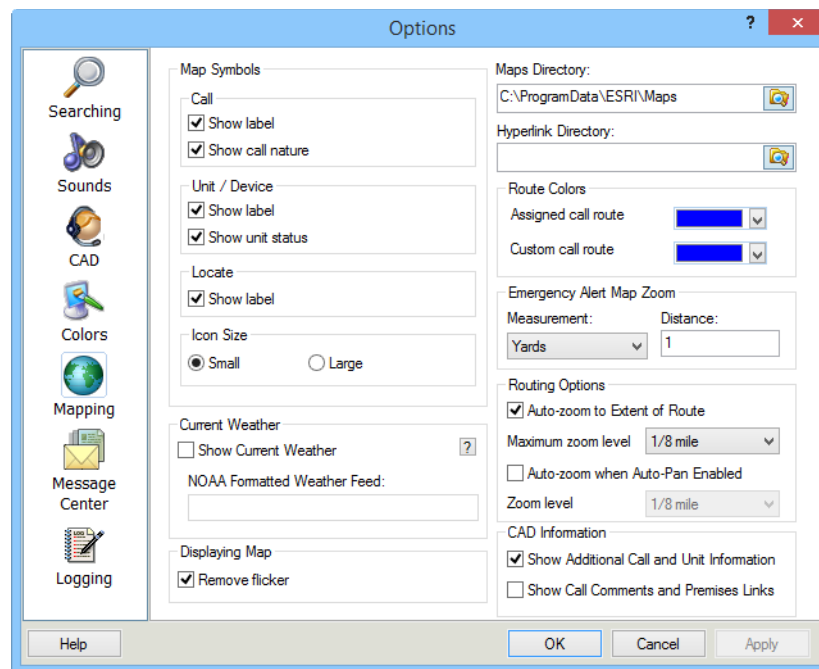 Options
?
Searching
Sounds
CAD
Colors
Mapping
Message
Center
Logging
Map Symbols
Call
Show label
Show call nature
Unit / Device
Show label
Show unit status
Locate
Show label
Icon Size
Small
Large
Current Weather
Show Current Weather
?
NOAA Formatted Weather Feed:
Displaying Map
Remove flicker
Maps Directory:
C:\ProgramData\ESRI\Maps
Hyperlink Directory:
Route Colors
Assigned call route
Custom call route
Emergency Alert Map Zoom
Measurement:
Distance:
Yards
1
Routing Options
Auto-zoom to Extent of Route
Maximum zoom level
1/8 mile
Auto-zoom when Auto-Pan Enabled
Zoom level
1/8 mile
CAD Information
Show Additional Call and Unit Information
Show Call Comments and Premises Links
Help
OK
Cancel
Apply